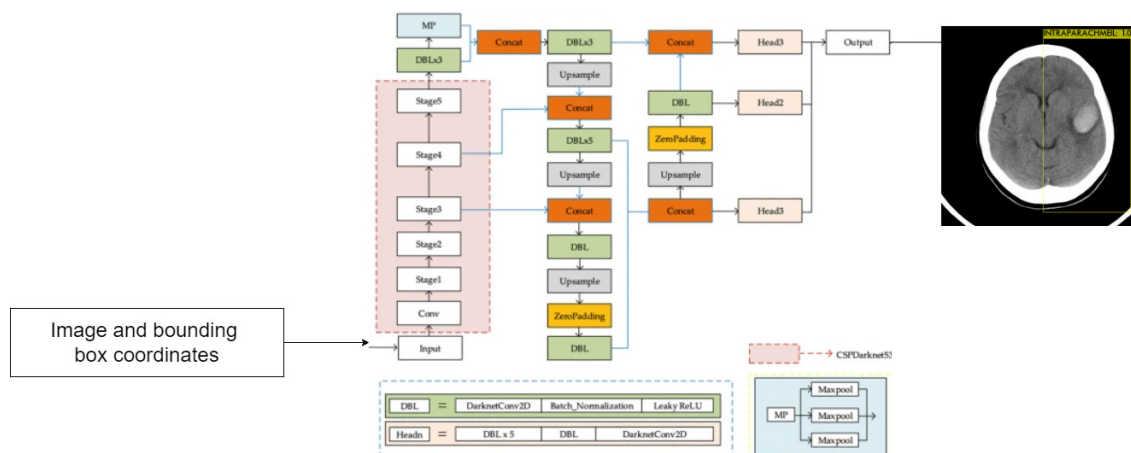 MP
Concat
DBLx3
Concat
Head3
Output
INTRAPARACHMEIL: 1.0
DBLx3
Upsample
Stage5
Concat
DBL
Head2
Stage4
DBLx5
ZeroPadding
Upsample
Upsample
Stage3
Concat
Concat
Head3
Stage2
DBL
Stage1
Upsample
Conv
ZeroPadding
Image and bounding
box coordinates
Input
DBL
CSPDarknet53
DBL = DarknetConv2D Batch_Normalization Leaky ReLU
Headn = DBL x 5 DBL DarknetConv2D
Maxpool
MP Maxpool
Maxpool